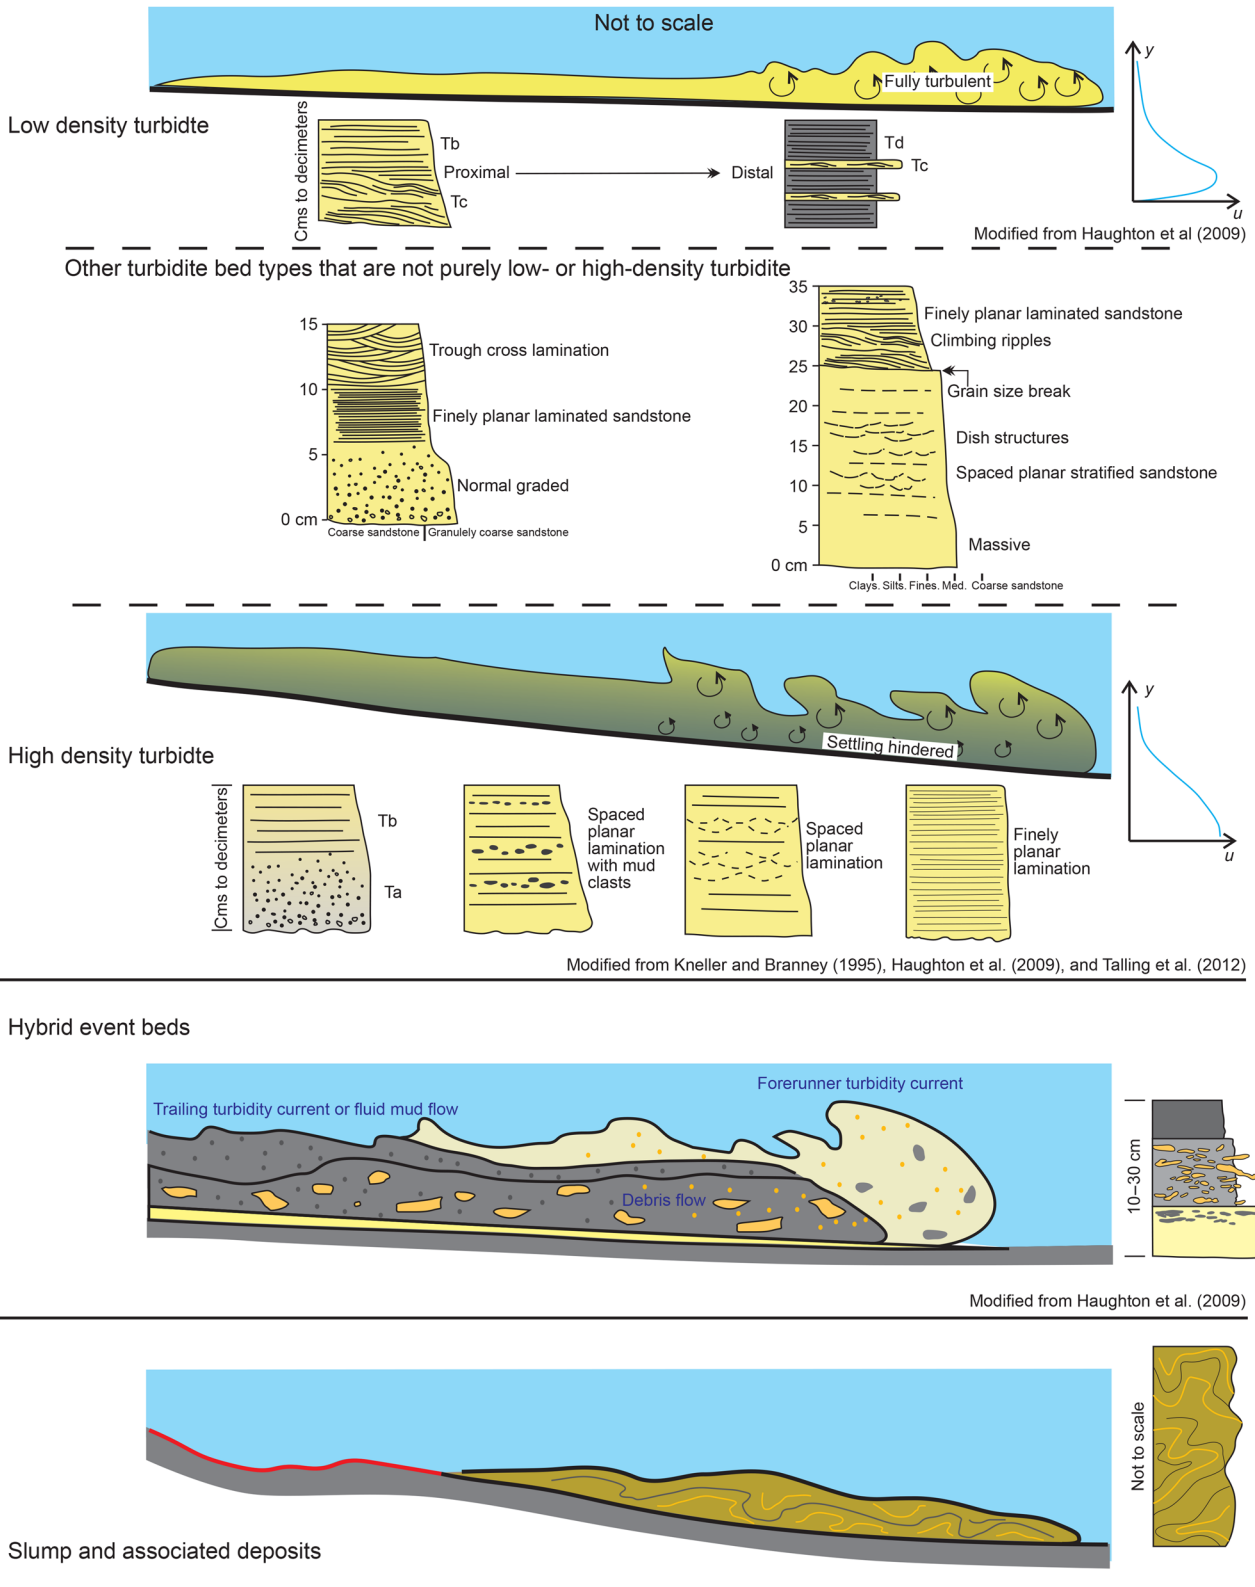 Not to scale
Fully turbulent
y
u
Low density turbidte
Cms to decimeters
Tb
Proximal
Tc
Distal
Td
Tc
Modified from Haughton et al (2009)
Other turbidite bed types that are not purely low- or high-density turbidite
15
10
5
0 cm
Trough cross lamination
Finely planar laminated sandstone
Normal graded
Coarse sandstone
Granulely coarse sandstone
35
30
25
20
15
10
5
0 cm
Finely planar laminated sandstone
Climbing ripples
Grain size break
Dish structures
Spaced planar stratified sandstone
Massive
Clays. Silts. Fines. Med. Coarse sandstone
Settling hindered
y
u
High density turbidte
Cms to decimeters
Tb
Ta
Spaced
planar
lamination
with mud
clasts
Spaced
planar
lamination
Finely
planar
lamination
Modified from Kneller and Branney (1995), Haughton et al. (2009), and Talling et al. (2012)
Hybrid event beds
Forerunner turbidity current
Trailing turbidity current or fluid mud flow
Debris flow
10–30 cm
Modified from Haughton et al. (2009)
Not to scale
Slump and associated deposits